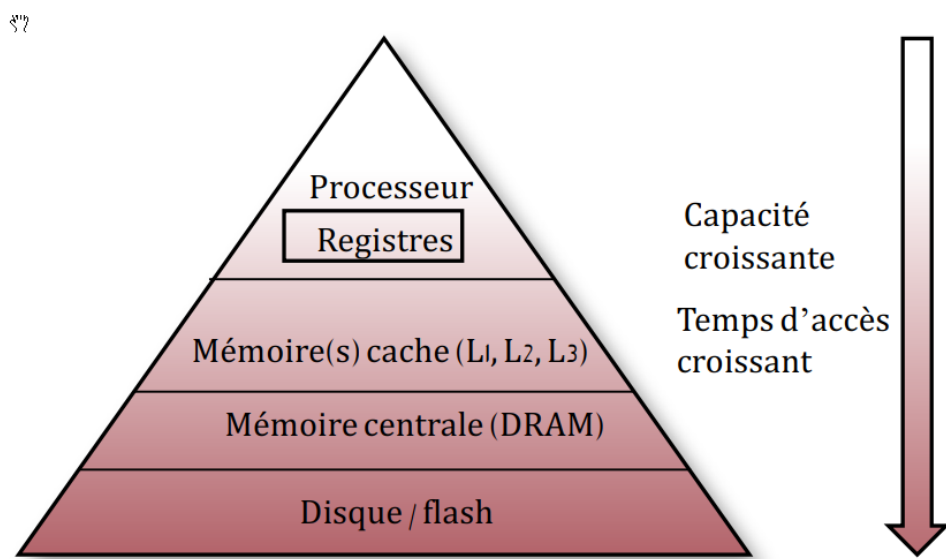 Processeur
Registres
Capacité
croissante
Temps d’accès
croissant
Mémoire(s) cache (L1, L2, L3)
Mémoire centrale (DRAM)
Disque / flash